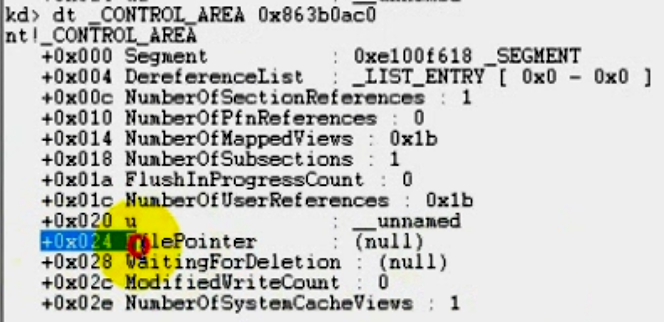 kd> dt _CONTROL_AREA 0x863b0ac0
nt!_CONTROL_AREA
+0x000 Segment : 0xe100f618 _SEGMENT
+0x004 DereferenceList : _LIST_ENTRY [ 0x0 - 0x0 ]
+0x00c NumberOfSectionReferences : 1
+0x010 NumberOfPfnReferences : 0
+0x014 NumberOfMappedViews : 0x1b
+0x018 NumberOfSubsections : 1
+0x01a FlushInProgressCount : 0
+0x01c NumberOfUserReferences : 0x1b
+0x020 u : __unnamed
+0x024 FilePointer : (null)
+0x028 WaitingForDeletion : (null)
+0x02c ModifiedWriteCount : 0
+0x02e NumberOfSystemCacheViews : 1